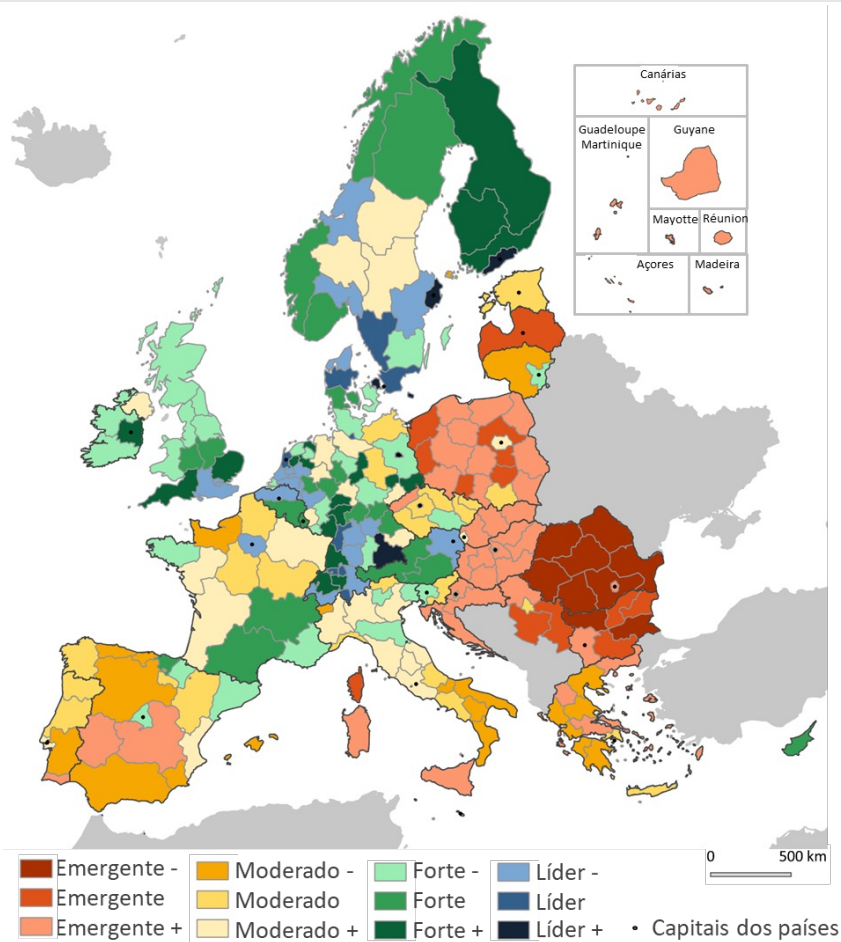 Canárias
Guadeloupe
Martinique
Guyane
Mayotte
Réunion
Açores
Madeira
0 500 km
Emergente -
Emergente
Emergente +
Moderado -
Moderado
Moderado +
Forte -
Forte
Forte +
Líder -
Líder
Líder +
Capitais dos países